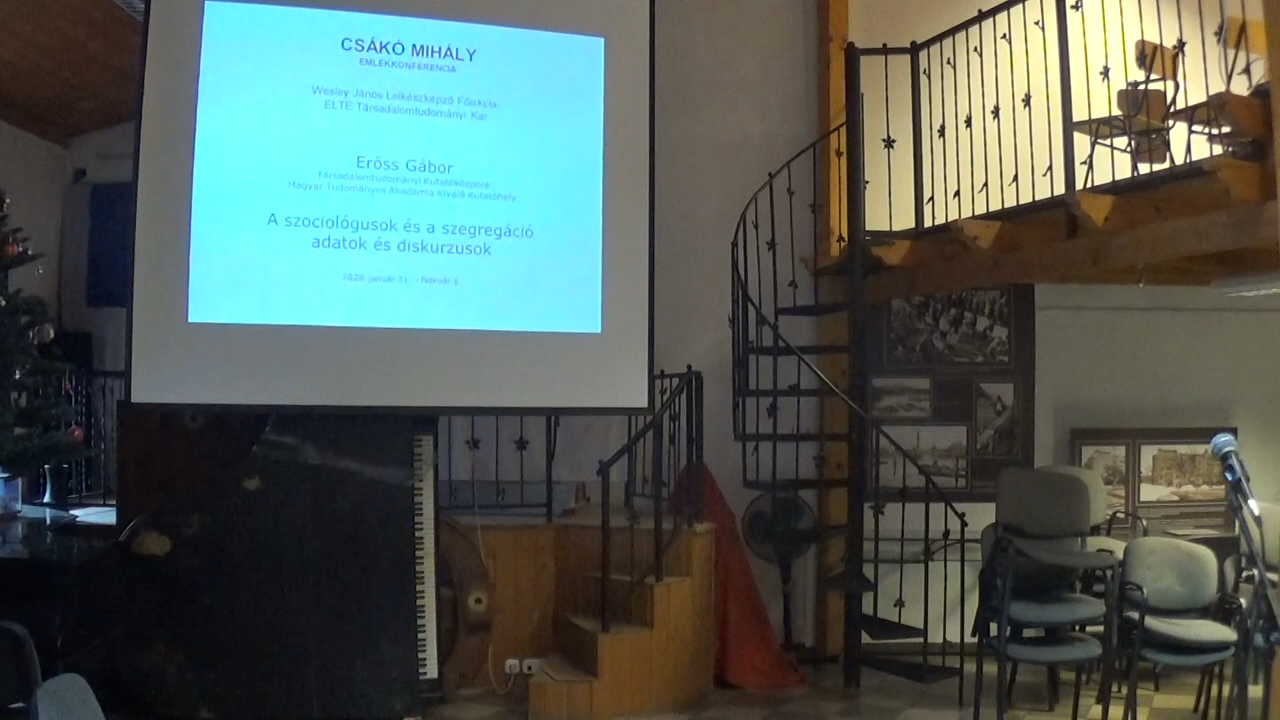 CSÁKÓ MIHÁLY
EMLÉKKONFERENCIA
Wesley János Lelkészképző Főiskola
ELTE Társadalomtudományi Kar
Erőss Gábor
Társadalomtudományi Kutatóközpont
Magyar Tudományos Akadémia Kiváló Kutatóhely
A szociológusok és a szegregáció
adatok és diskurzusok
2020. január 31. – február 1.